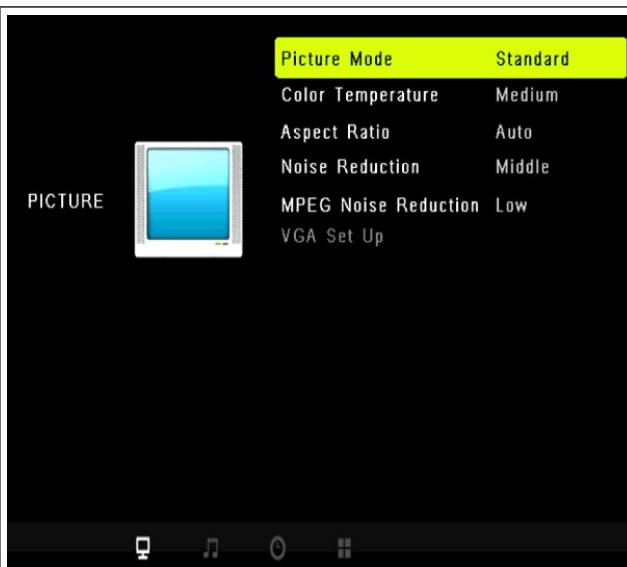 Picture Mode Standard
Color Temperature Medium
Aspect Ratio Auto
Noise Reduction Middle
PICTURE
MPEG Noise Reduction Low
VGA Set Up